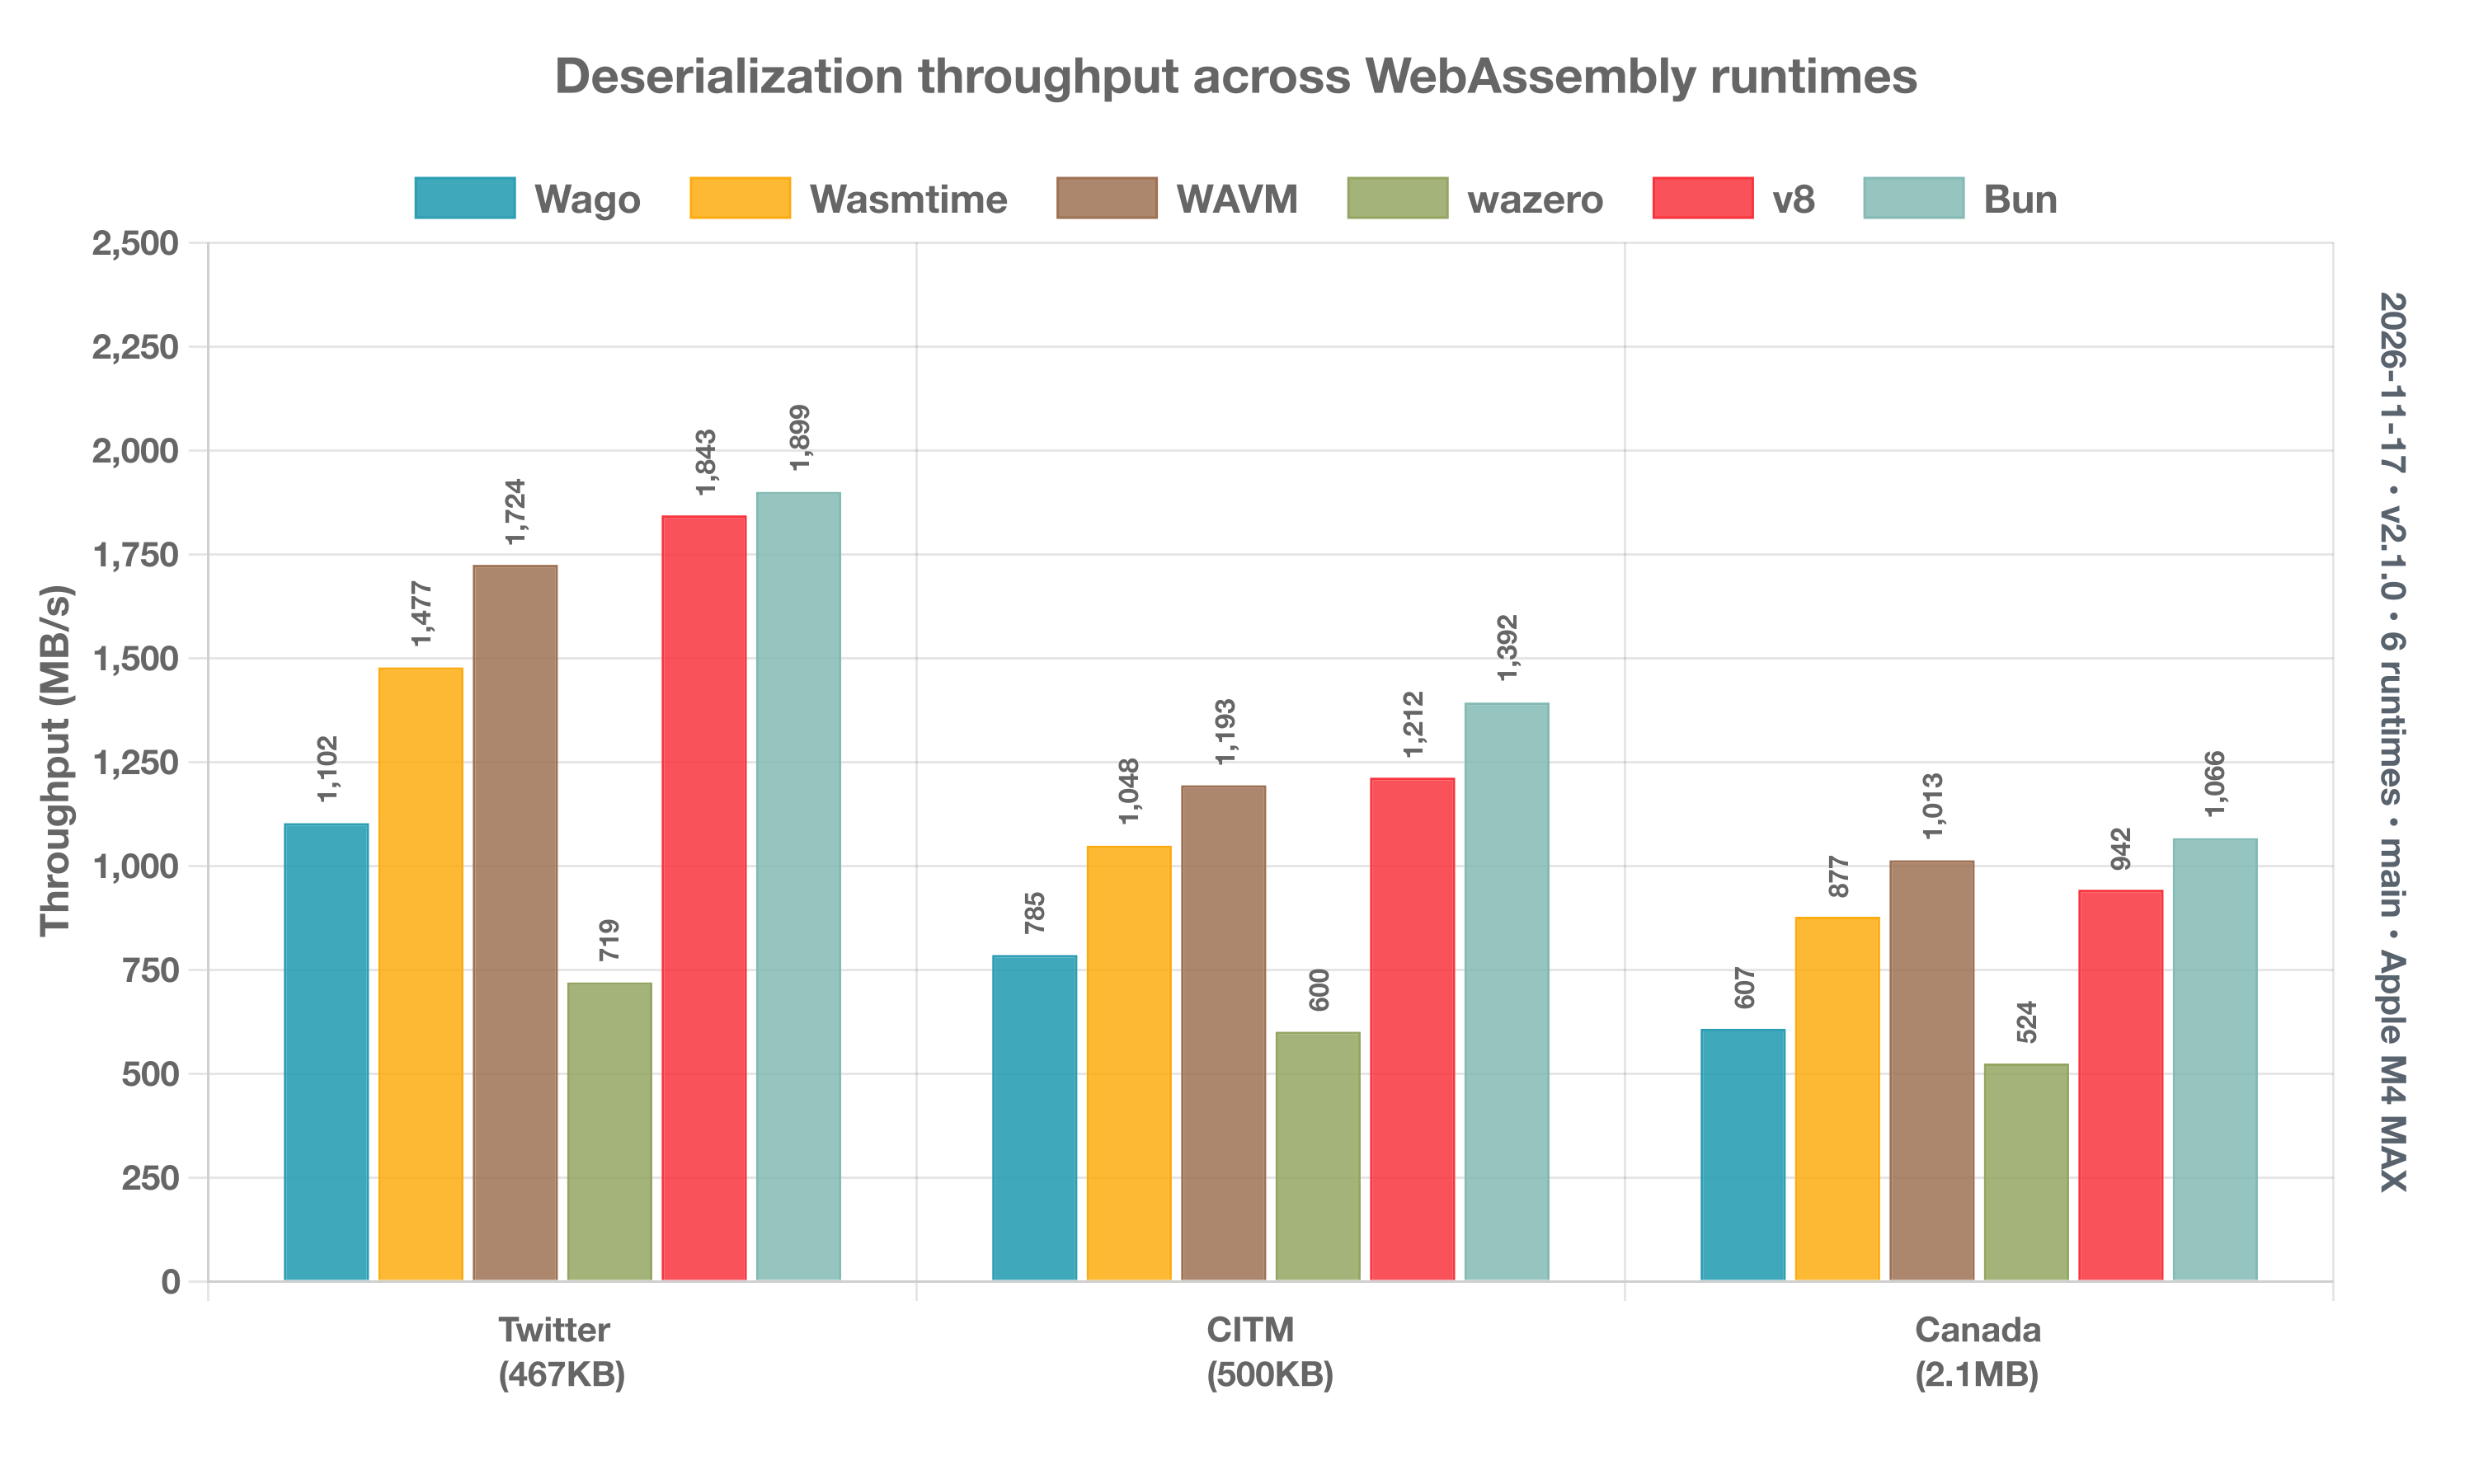 Deserialization throughput across WebAssembly runtimes
Wago
Wasmtime
WAVM
wazero
v8
Bun
Throughput (MB/s)
2,500
2,250
2,000
1,750
1,500
1,250
1,000
750
500
250
0
1,102
1,477
1,724
719
1,843
1,899
785
1,048
1,193
600
1,212
1,392
607
877
1,013
524
942
1,066
Twitter
(467KB)
CITM
(500KB)
Canada
(2.1MB)
2026-11-17 • v2.1.0 • 6 runtimes • main • Apple M4 MAX